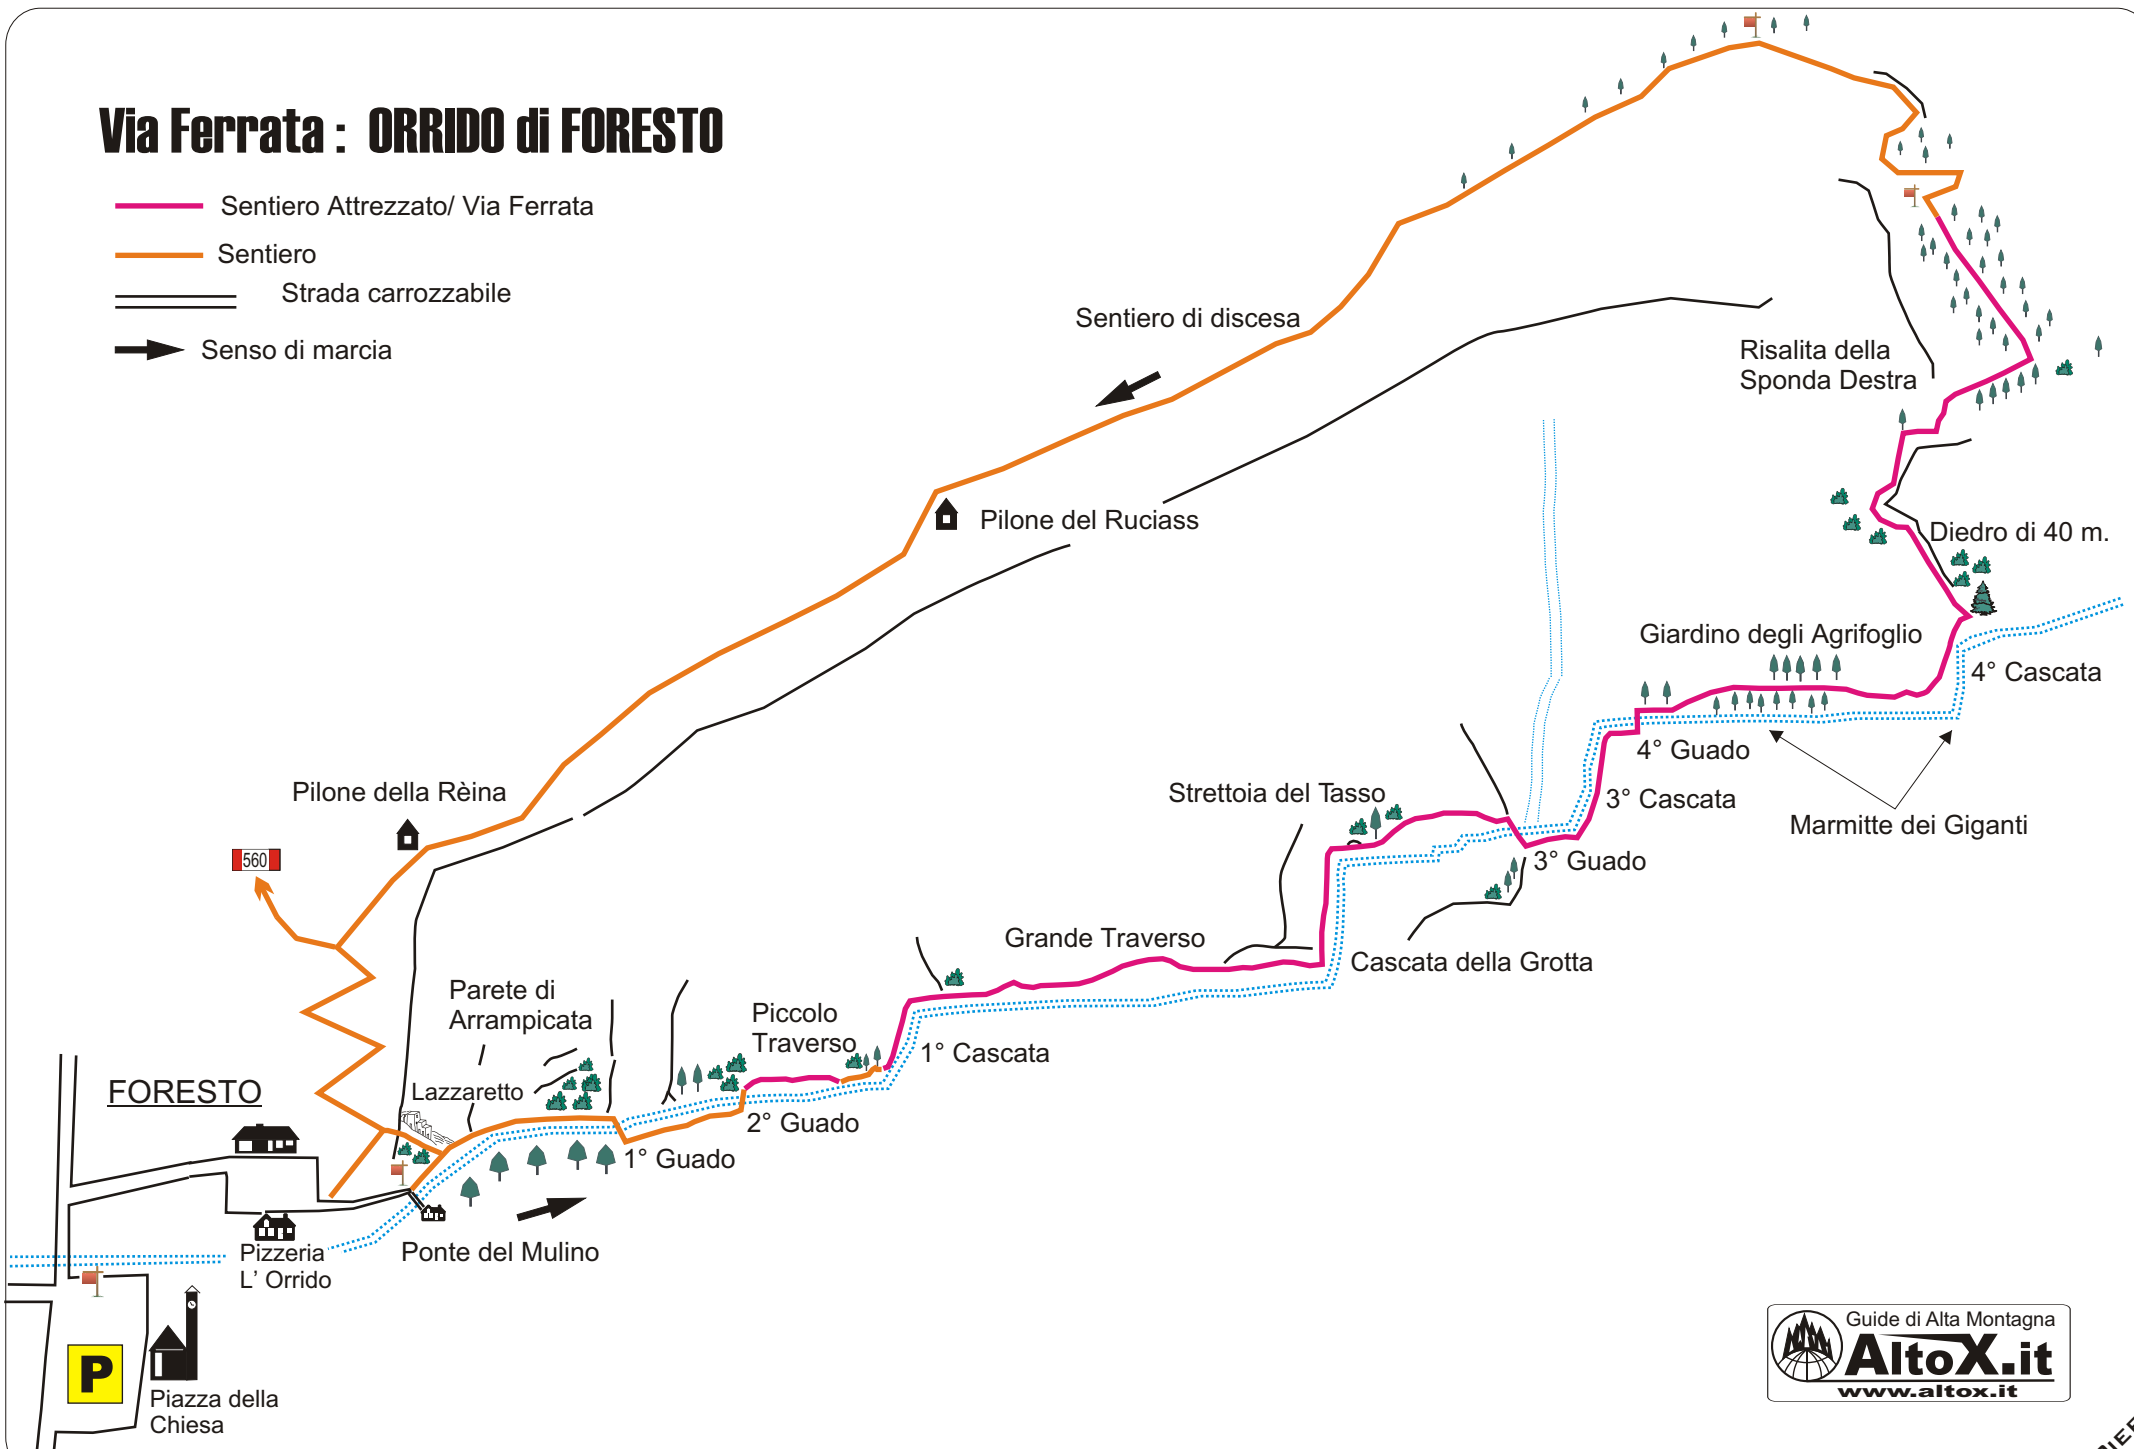 Via Ferrata : ORRIDO di FORESTO
Sentiero Attrezzato/ Via Ferrata
Sentiero
Strada carrozzabile
Senso di marcia
Sentiero di discesa
Risalita della
Sponda Destra
Pilone del Ruciass
Diedro di 40 m.
Giardino degli Agrifoglio
4° Cascata
4° Guado
Pilone della Rèina
Strettoia del Tasso
3° Cascata
Marmitte dei Giganti
560
3° Guado
Grande Traverso
Cascata della Grotta
Parete di
Arrampicata
Piccolo
Traverso
1° Cascata
FORESTO
Lazzaretto
2° Guado
1° Guado
Pizzeria
L' Orrido
Ponte del Mulino
P
Piazza della
Chiesa
Guide di Alta Montagna
AltoX.it
www.altox.it